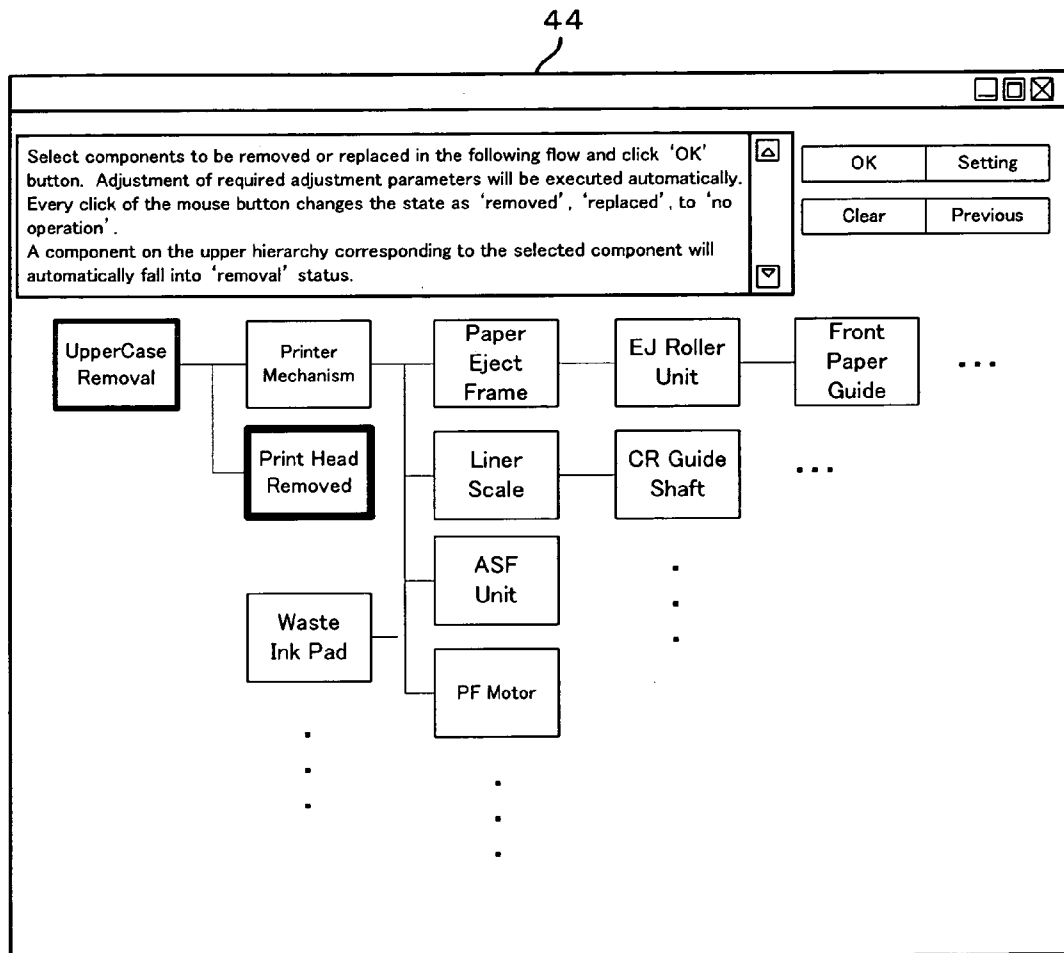 44
Select components to be removed or replaced in the following flow and click 'OK'
button. Adjustment of required adjustment parameters will be executed automatically.
Every click of the mouse button changes the state as 'removed', 'replaced', to 'no
operation'.
A component on the upper hierarchy corresponding to the selected component will
automatically fall into 'removal' status.
OK
Setting
Clear
Previous
UpperCase
Removal
Printer
Mechanism
Paper
Eject
Frame
EJ Roller
Unit
Front
Paper
Guide
...
Print Head
Removed
Liner
Scale
CR Guide
Shaft
...
ASF
Unit
Waste
Ink Pad
PF Motor